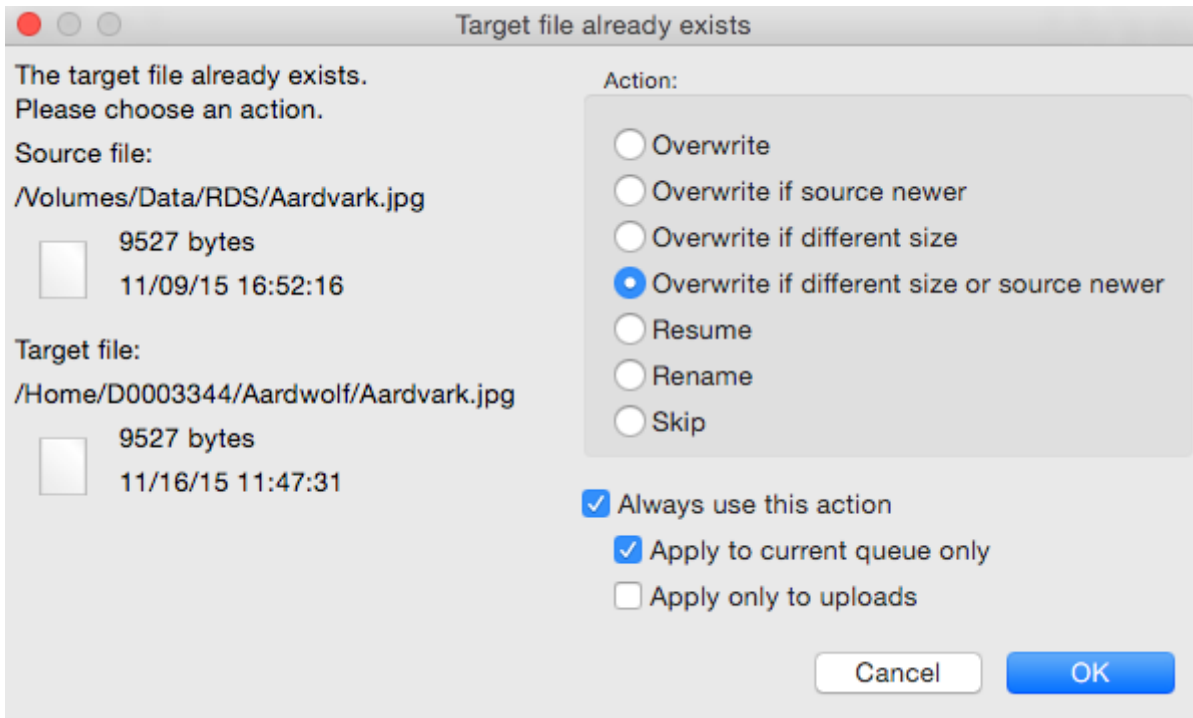 Target file already exists
The target file already exists.
Please choose an action.
Source file:
/Volumes/Data/RDS/Aardvark.jpg
9527 bytes
11/09/15 16:52:16
Target file:
/Home/D0003344/Aardwolf/Aardvark.jpg
9527 bytes
11/16/15 11:47:31
Action:
Overwrite
Overwrite if source newer
Overwrite if different size
Overwrite if different size or source newer
Resume
Rename
Skip
Always use this action
Apply to current queue only
Apply only to uploads
Cancel
OK